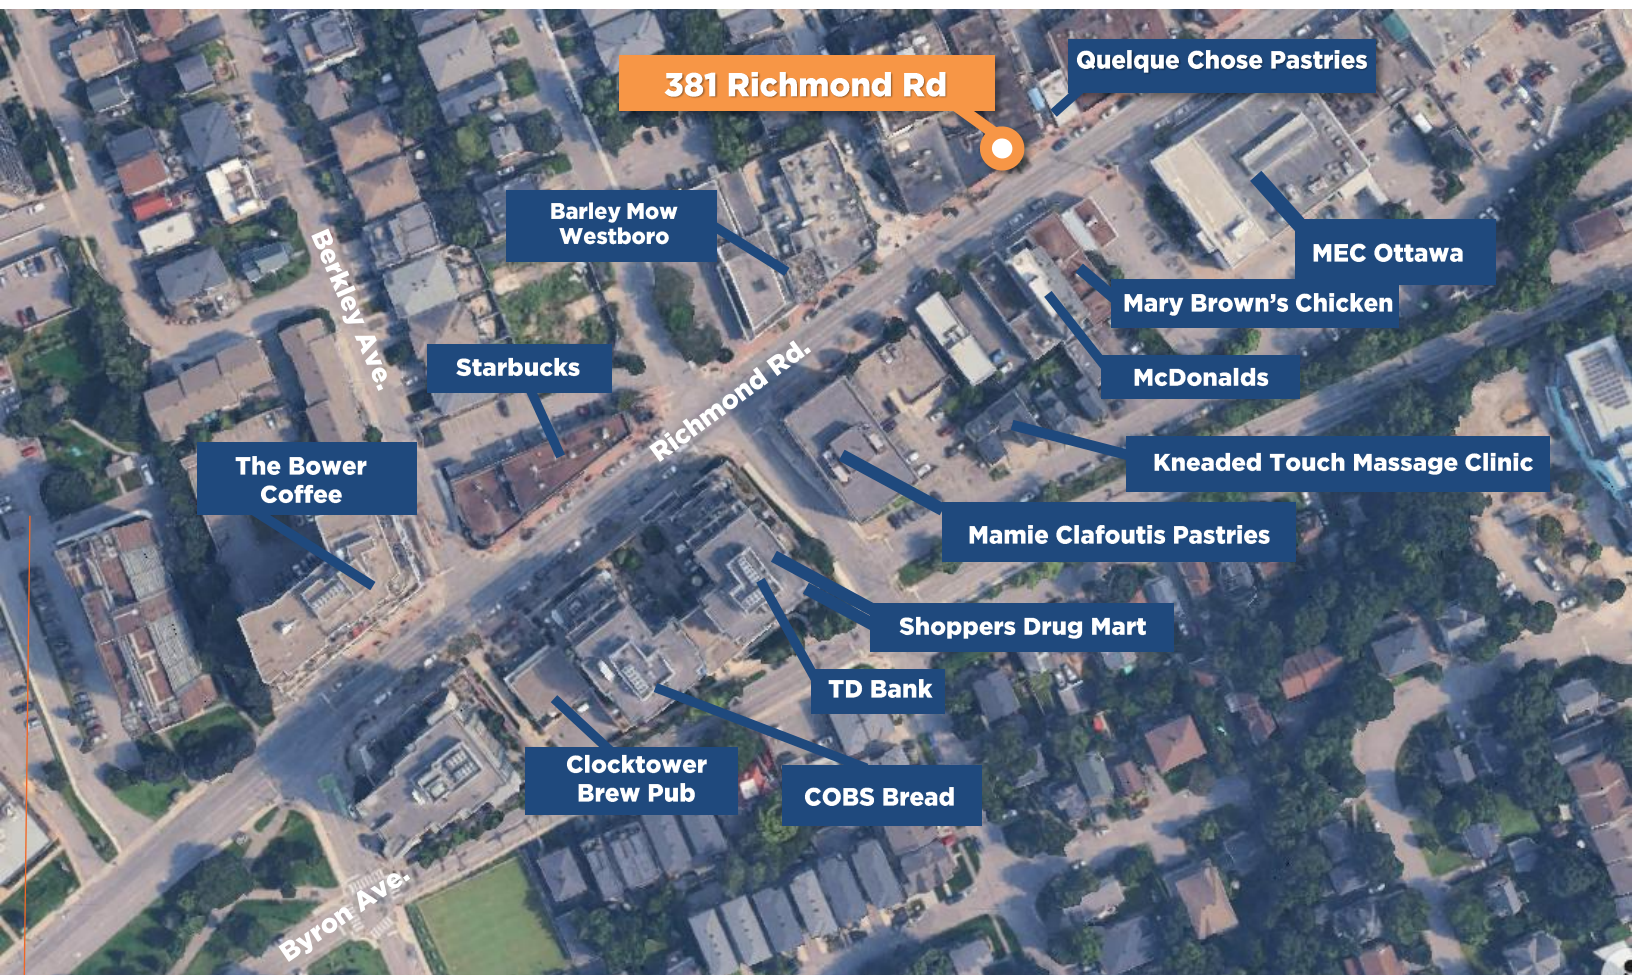 Quelque Chose Pastries
381 Richmond Rd
Barley Mow
Westboro
MEC Ottawa
Berkley Ave.
Mary Brown's Chicken
Starbucks
Richmond Rd.
McDonalds
The Bower
Coffee
Kneaded Touch Massage Clinic
Mamie Clafoutis Pastries
Shoppers Drug Mart
TD Bank
Clocktower
Brew Pub
COBS Bread
Byron Ave.